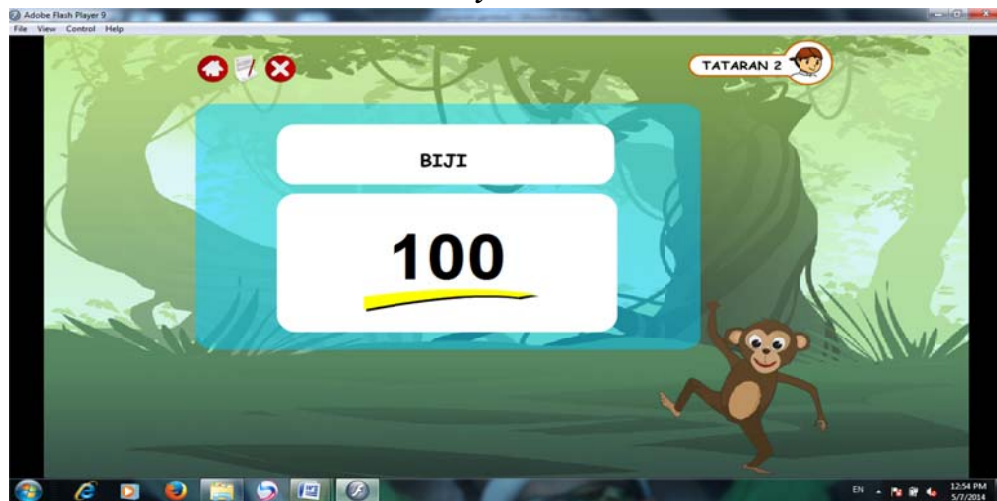 Adobe Flash Player 9
File View Control Help
TATARAN 2
BIJI
100
EN
12:54 PM
5/7/2014